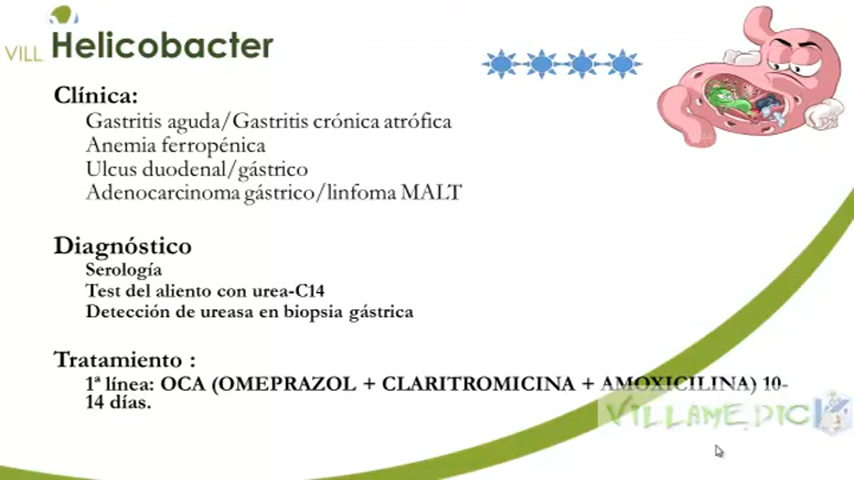 VILL
Helicobacter
Clínica:
Gastritis aguda/Gastritis crónica atrófica
Anemia ferropénica
Ulcus duodenal/gástrico
Adenocarcinoma gástrico/linfoma MALT
Diagnóstico
Serología
Test del aliento con urea-C14
Detección de ureasa en biopsia gástrica
Tratamiento :
1ª línea: OCA (OMEPRAZOL + CLARITROMICINA + AMOXICILINA) 10-
14 días.
VILLAMEDIC